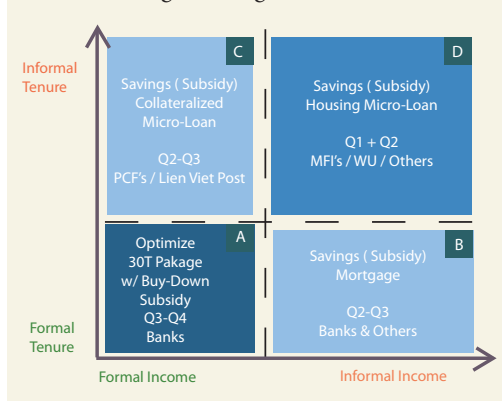 Informal
Tenure
C
Savings ( Subsidy)
Collateralized
Micro-Loan
Q2-Q3
PCF's / Lien Viet Post
D
Savings ( Subsidy)
Housing Micro-Loan
Q1 + Q2
MFI's / WU / Others
A
Optimize
30T Pakage
w/ Buy-Down
Subsidy
Q3-Q4
Banks
B
Savings ( Subsidy)
Mortgage
Q2-Q3
Banks & Others
Formal
Tenure
Formal Income
Informal Income